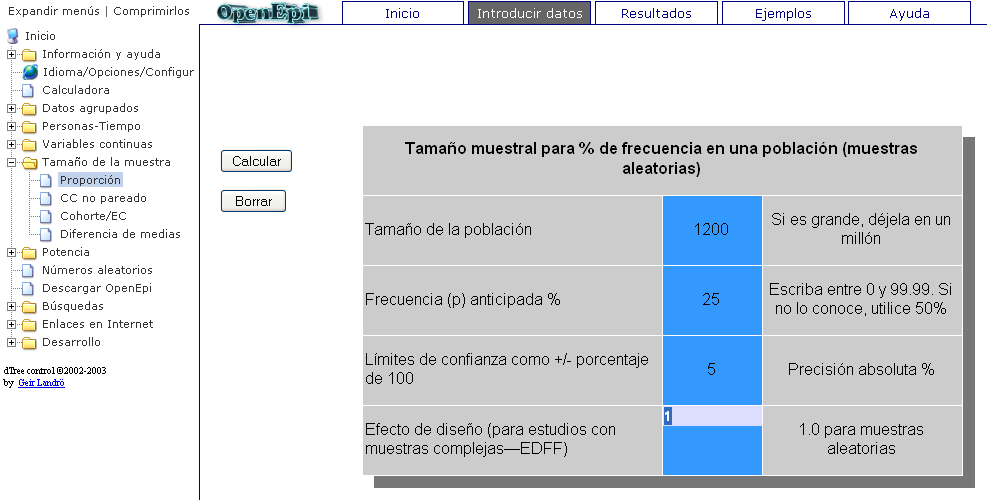 Expandir menús | Comprimirlos
Inicio
Información y ayuda
Idioma/Opciones/Configur
Calculadora
Datos agrupados
Personas-Tiempo
Variables continuas
Tamaño de la muestra
Proporción
CC no pareado
Cohorte/EC
Diferencia de medias
Potencia
Números aleatorios
Descargar OpenEpi
Búsquedas
Enlaces en Internet
Desarrollo
dTree control ©2002-2003
by Geir Landrö
OpenEpi
Inicio
Introducir datos
Resultados
Ejemplos
Ayuda
Calcular
Borrar
Tamaño muestral para % de frecuencia en una población (muestras
aleatorias)
Tamaño de la población
1200
Si es grande, déjela en un
millón
Frecuencia (p) anticipada %
25
Escriba entre 0 y 99.99. Si
no lo conoce, utilice 50%
Límites de confianza como +/- porcentaje
de 100
5
Precisión absoluta %
Efecto de diseño (para estudios con
muestras complejas—EDFF)
1
1.0 para muestras
aleatorias